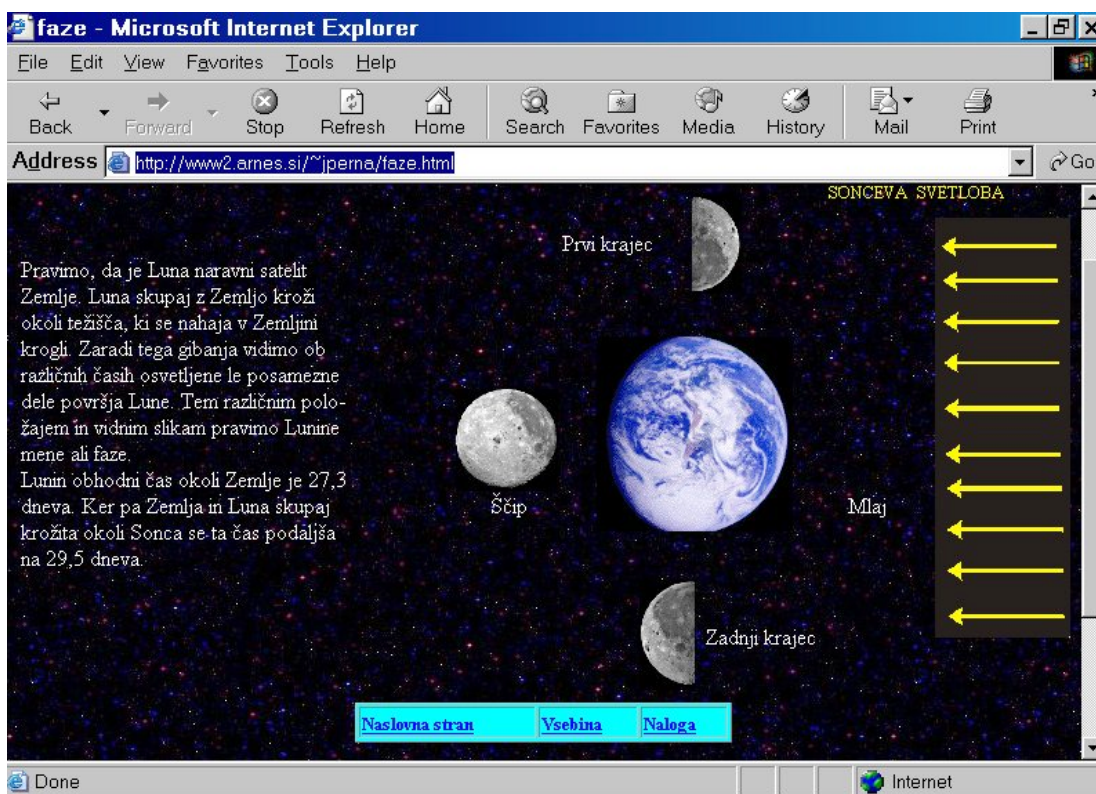 faze - Microsoft Internet Explorer
File Edit View Favorites Tools Help
Back Forward Stop Refresh Home Search Favorites Media History Mail Print
Address http://www2.arnes.si/~jperna/faze.html Go
SONCEVA SVETLOBA
Prvi krajec
Pravimo, da je Luna naravni satelit
Zemlje. Luna skupaj z Zemljo kroži
okoli težišča, ki se nahaja v Zemljini
krogli. Zaradi tega gibanja vidimo ob
različnih časih osvetljene le posamezne
dele površja Lune. Tem različnim polo-
žajem in vidnim slikam pravimo Lunine
mene ali faze.
Lunin obhodni čas okoli Zemlje je 27,3
dneva. Ker pa Zemlja in Luna skupaj
krožita okoli Sonca se ta čas podaljša
na 29,5 dneva.
Ščip
Mlaj
Zadnji krajec
Naslovna stran Vsebina Naloga
Done Internet